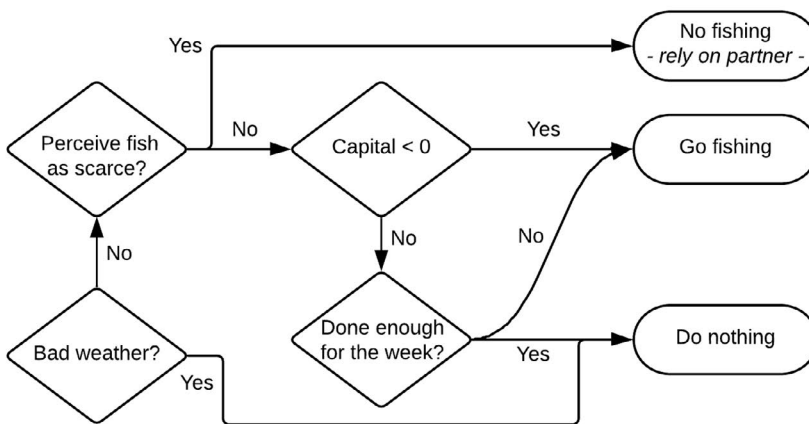 Yes
No fishing
- rely on partner -
Perceive fish
as scarce?
No
Capital < 0
Yes
Go fishing
No
No
No
Bad weather?
Yes
Done enough
for the week?
Yes
Do nothing